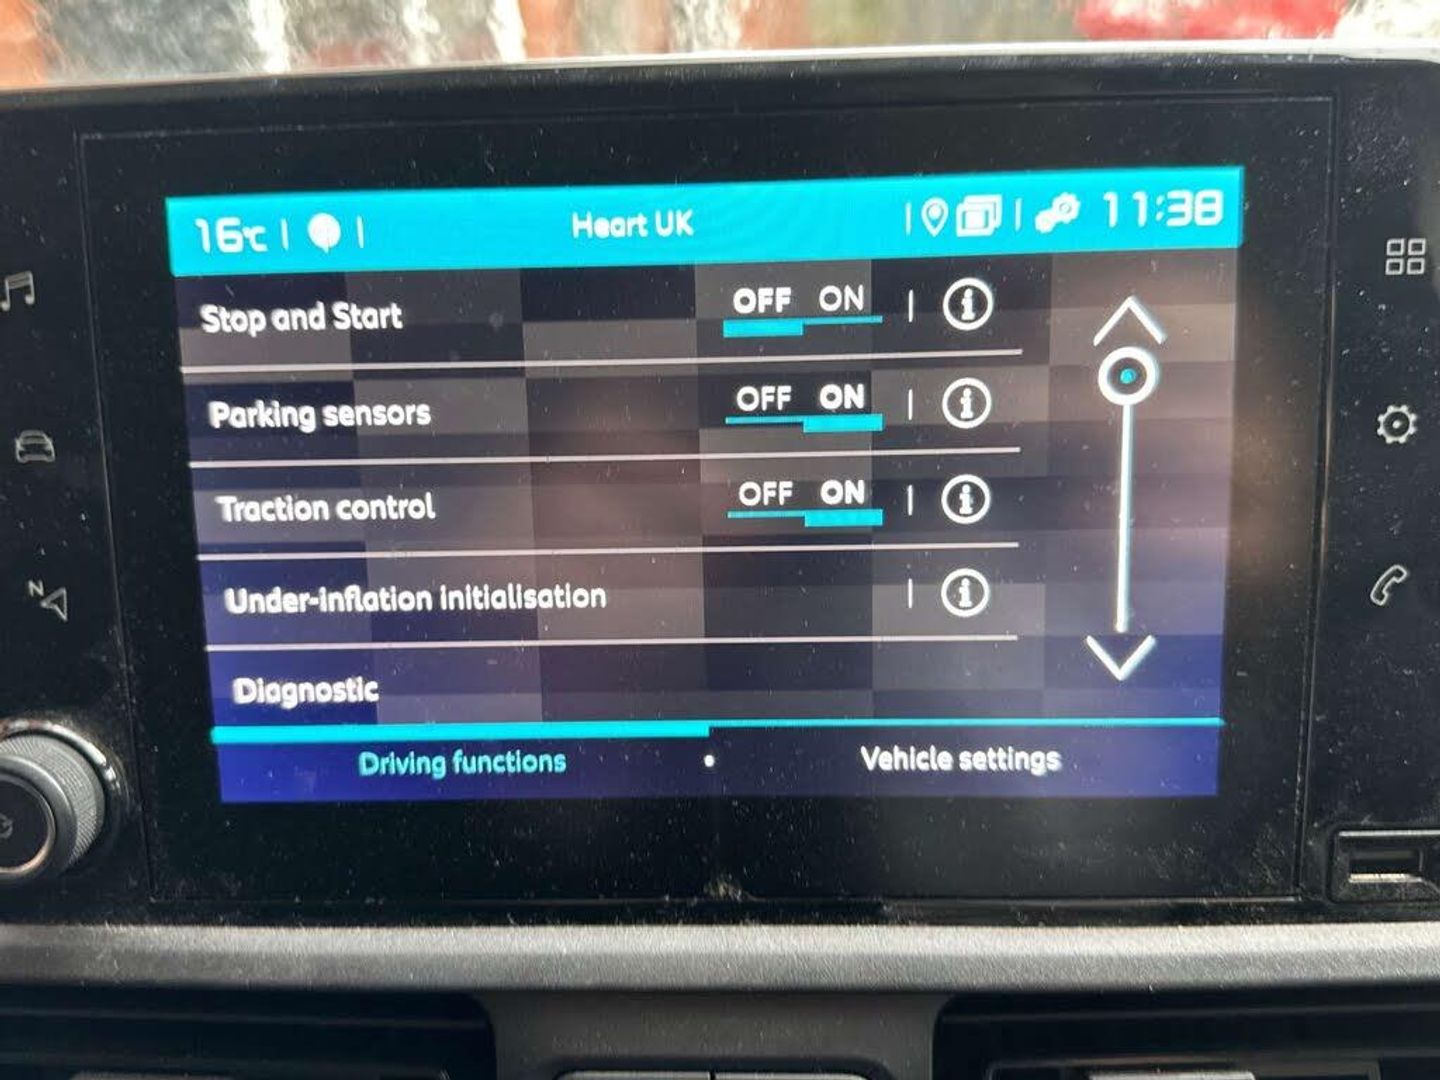 16°C Heart UK 11:38
Stop and Start OFF ON
Parking sensors OFF ON
Traction control OFF ON
Under-inflation initialisation
Diagnostic
Driving functions Vehicle settings
N